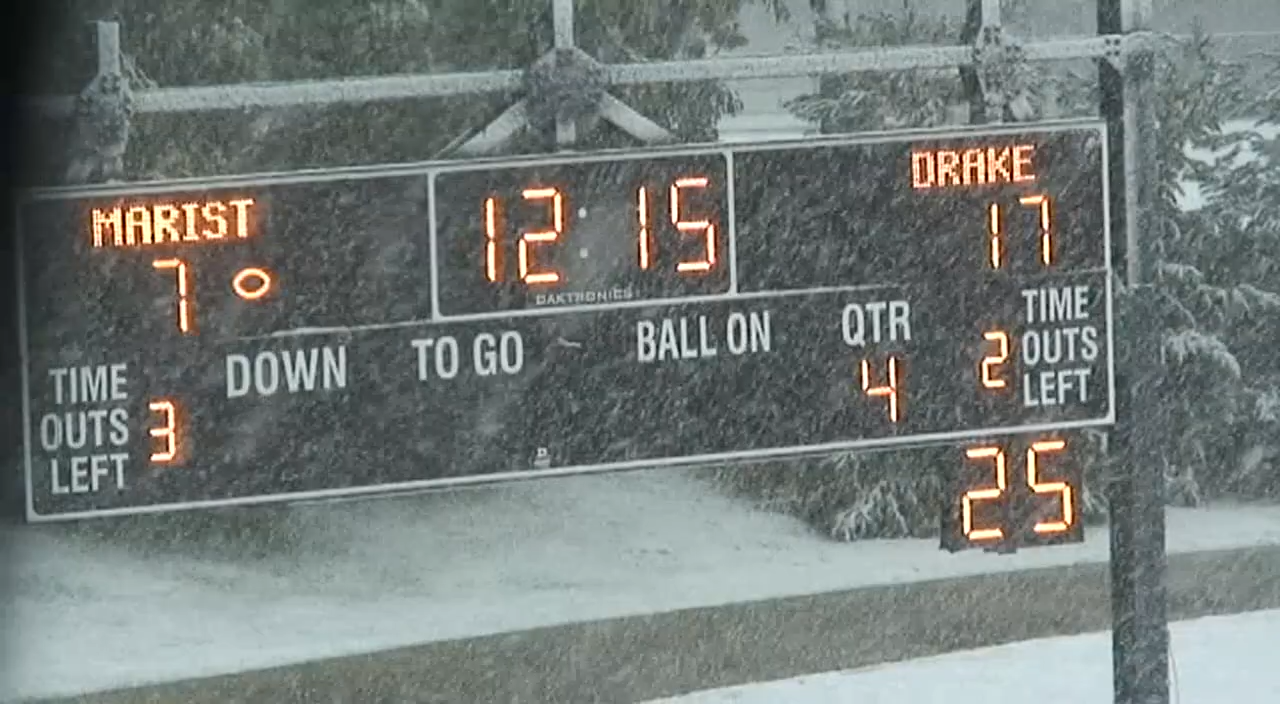 MARIST
7
12:15
DAKTRONICS
DRAKE
17
DOWN
TO GO
BALL ON
QTR
4
TIME
OUTS
LEFT
3
2
TIME
OUTS
LEFT
25